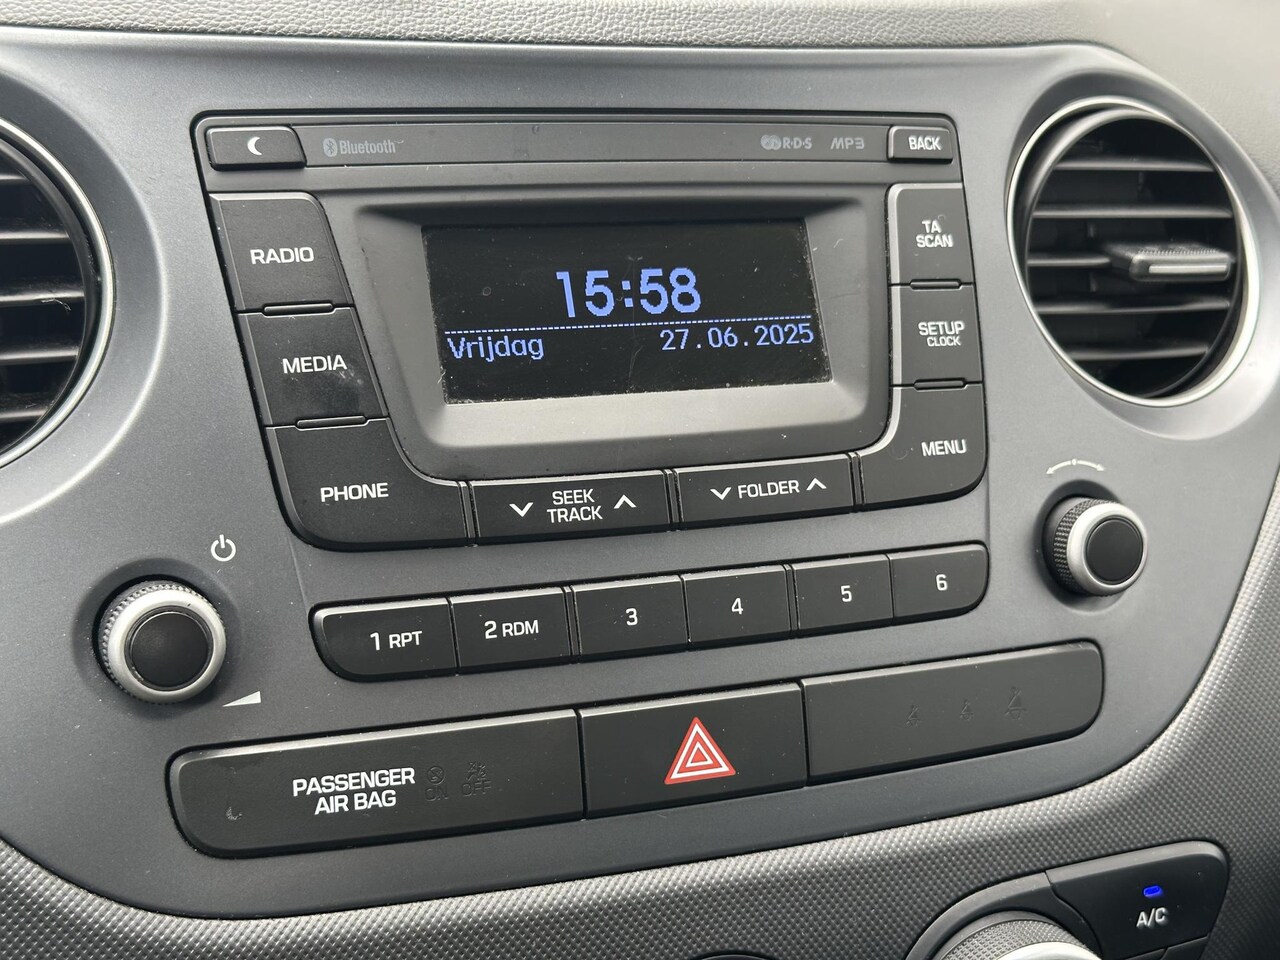 Bluetooth
R·D·S
MP3
BACK
RADIO
MEDIA
PHONE
15:58
Vrijdag
27.06.2025
TA
SCAN
SETUP
CLOCK
MENU
SEEK
TRACK
FOLDER
1 RPT
2 RDM
3
4
5
6
PASSENGER
AIR BAG
ON
OFF
A/C